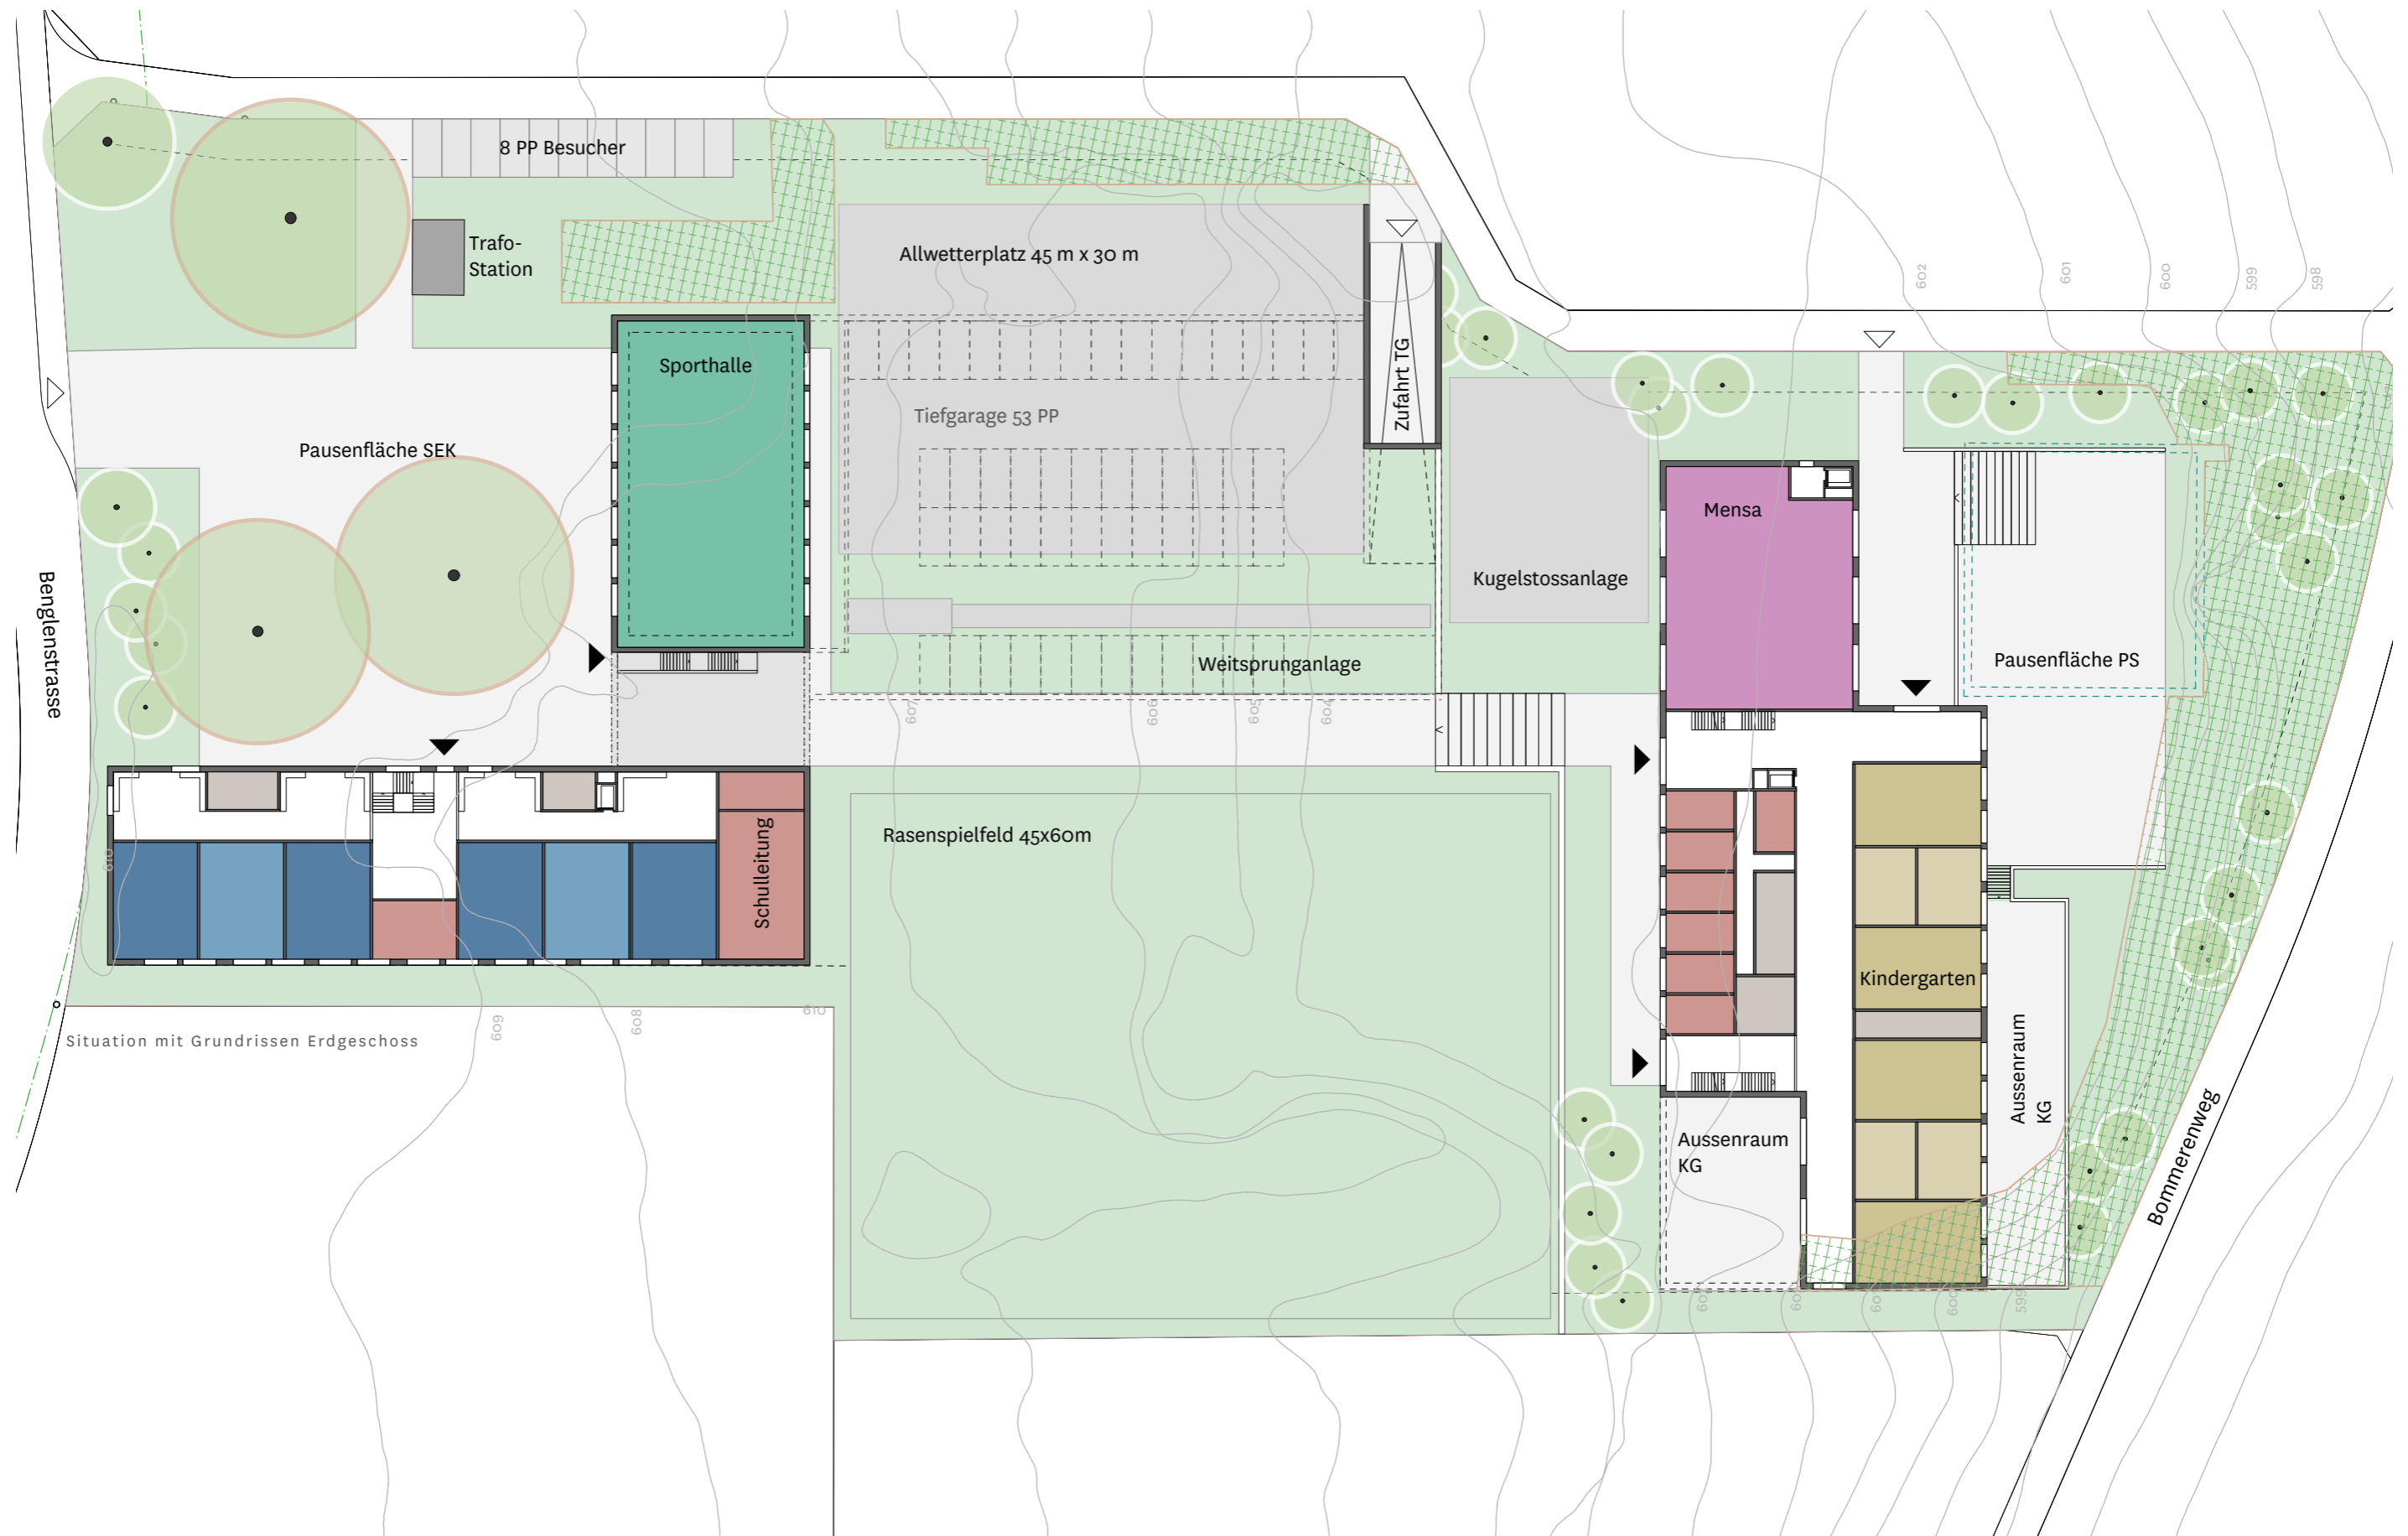 8 PP Besucher
Trafo-
Station
Allwetterplatz 45 m x 30 m
Zufahrt TG
602
601
600
599
598
Sporthalle
Tiefgarage 53 PP
Pausenfläche SEK
Mensa
Kugelstossanlage
Benglenstrasse
Weitsprunganlage
Pausenfläche PS
607
606
605
604
Rasenspielfeld 45x60m
Schulleitung
610
Kindergarten
609
608
610
Situation mit Grundrissen Erdgeschoss
Aussenraum
KG
Aussenraum
KG
Bommerenweg
599